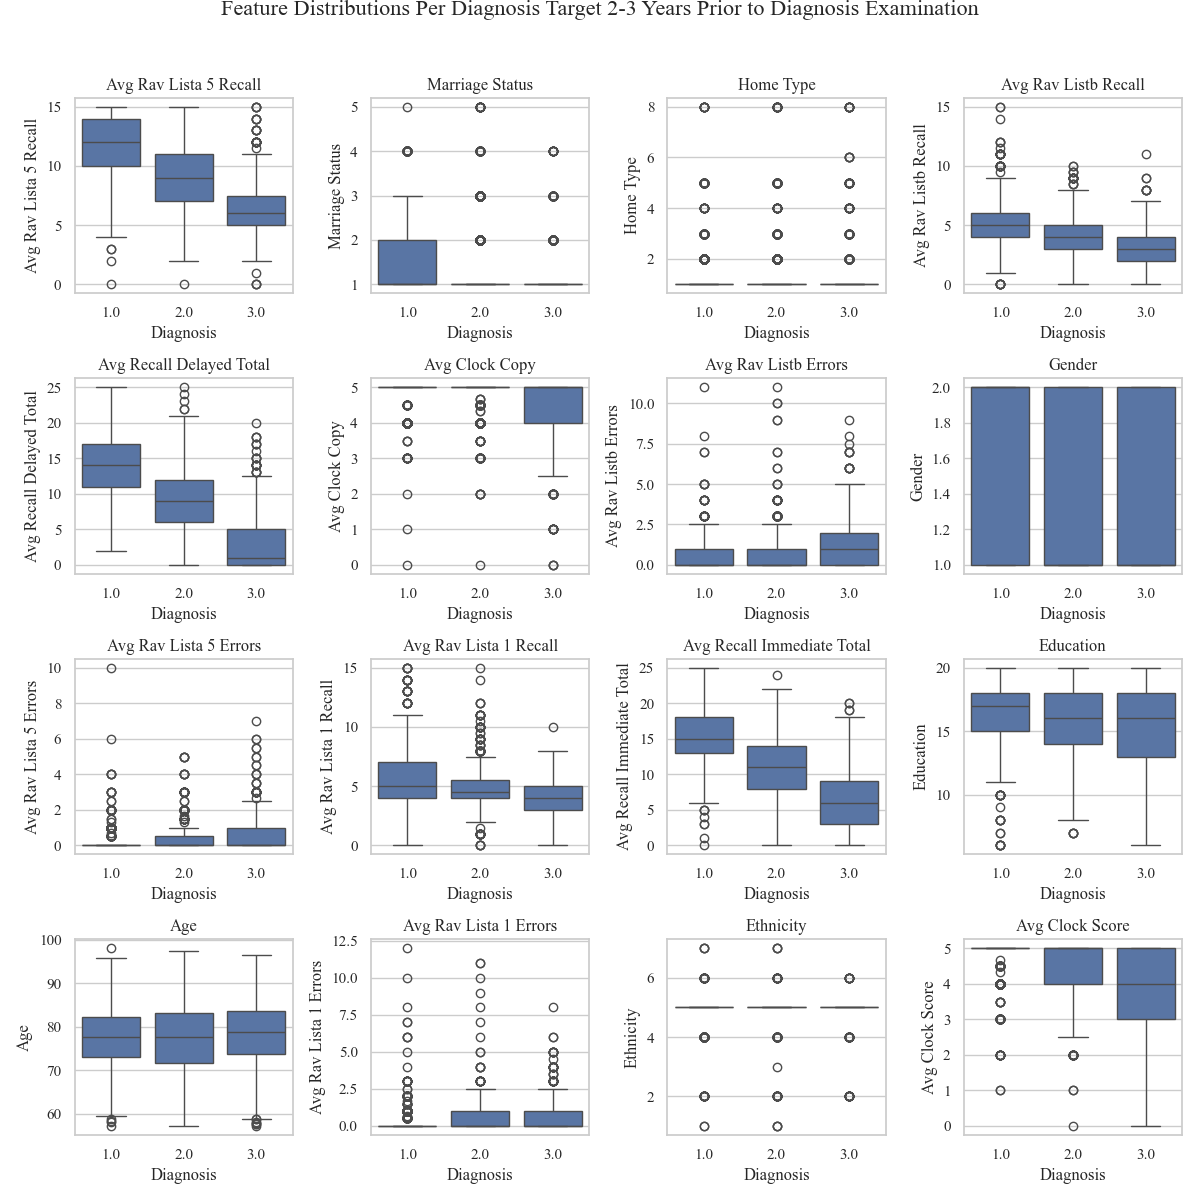 Feature Distributions Per Diagnosis Target 2-3 Years Prior to Diagnosis Examination
Avg Rav Lista 5 Recall
Avg Rav Lista 5 Recall
15
10
5
0
1.0 2.0 3.0
Diagnosis
Marriage Status
Marriage Status
5
4
3
2
1
1.0 2.0 3.0
Diagnosis
Home Type
Home Type
8
6
4
2
1.0 2.0 3.0
Diagnosis
Avg Rav Listb Recall
Avg Rav Listb Recall
15
10
5
0
1.0 2.0 3.0
Diagnosis
Avg Recall Delayed Total
Avg Recall Delayed Total
25
20
15
10
5
0
1.0 2.0 3.0
Diagnosis
Avg Clock Copy
Avg Clock Copy
5
4
3
2
1
0
1.0 2.0 3.0
Diagnosis
Avg Rav Listb Errors
Avg Rav Listb Errors
10.0
7.5
5.0
2.5
0.0
1.0 2.0 3.0
Diagnosis
Gender
Gender
2.0
1.8
1.6
1.4
1.2
1.0
1.0 2.0 3.0
Diagnosis
Avg Rav Lista 5 Errors
Avg Rav Lista 5 Errors
10
8
6
4
2
0
1.0 2.0 3.0
Diagnosis
Avg Rav Lista 1 Recall
Avg Rav Lista 1 Recall
15
10
5
0
1.0 2.0 3.0
Diagnosis
Avg Recall Immediate Total
Avg Recall Immediate Total
25
20
15
10
5
0
1.0 2.0 3.0
Diagnosis
Education
Education
20
15
10
1.0 2.0 3.0
Diagnosis
Age
Age
100
90
80
70
60
1.0 2.0 3.0
Diagnosis
Avg Rav Lista 1 Errors
Avg Rav Lista 1 Errors
12.5
10.0
7.5
5.0
2.5
0.0
1.0 2.0 3.0
Diagnosis
Ethnicity
Ethnicity
6
4
2
1.0 2.0 3.0
Diagnosis
Avg Clock Score
Avg Clock Score
5
4
3
2
1
0
1.0 2.0 3.0
Diagnosis